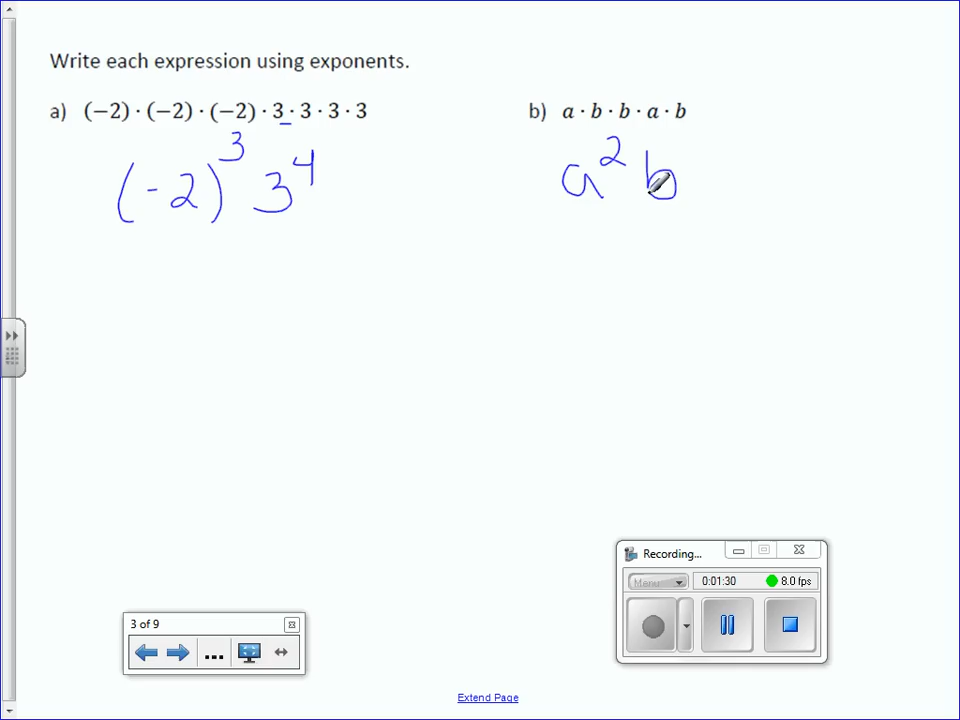 Write each expression using exponents.
a) (−2) · (−2) · (−2) · 3 · 3 · 3 · 3
b) a · b · b · a · b
(-2)³ 3⁴
a² b
Recording...
Menu
0:01:30
8.0 fps
3 of 9
...
Extend Page